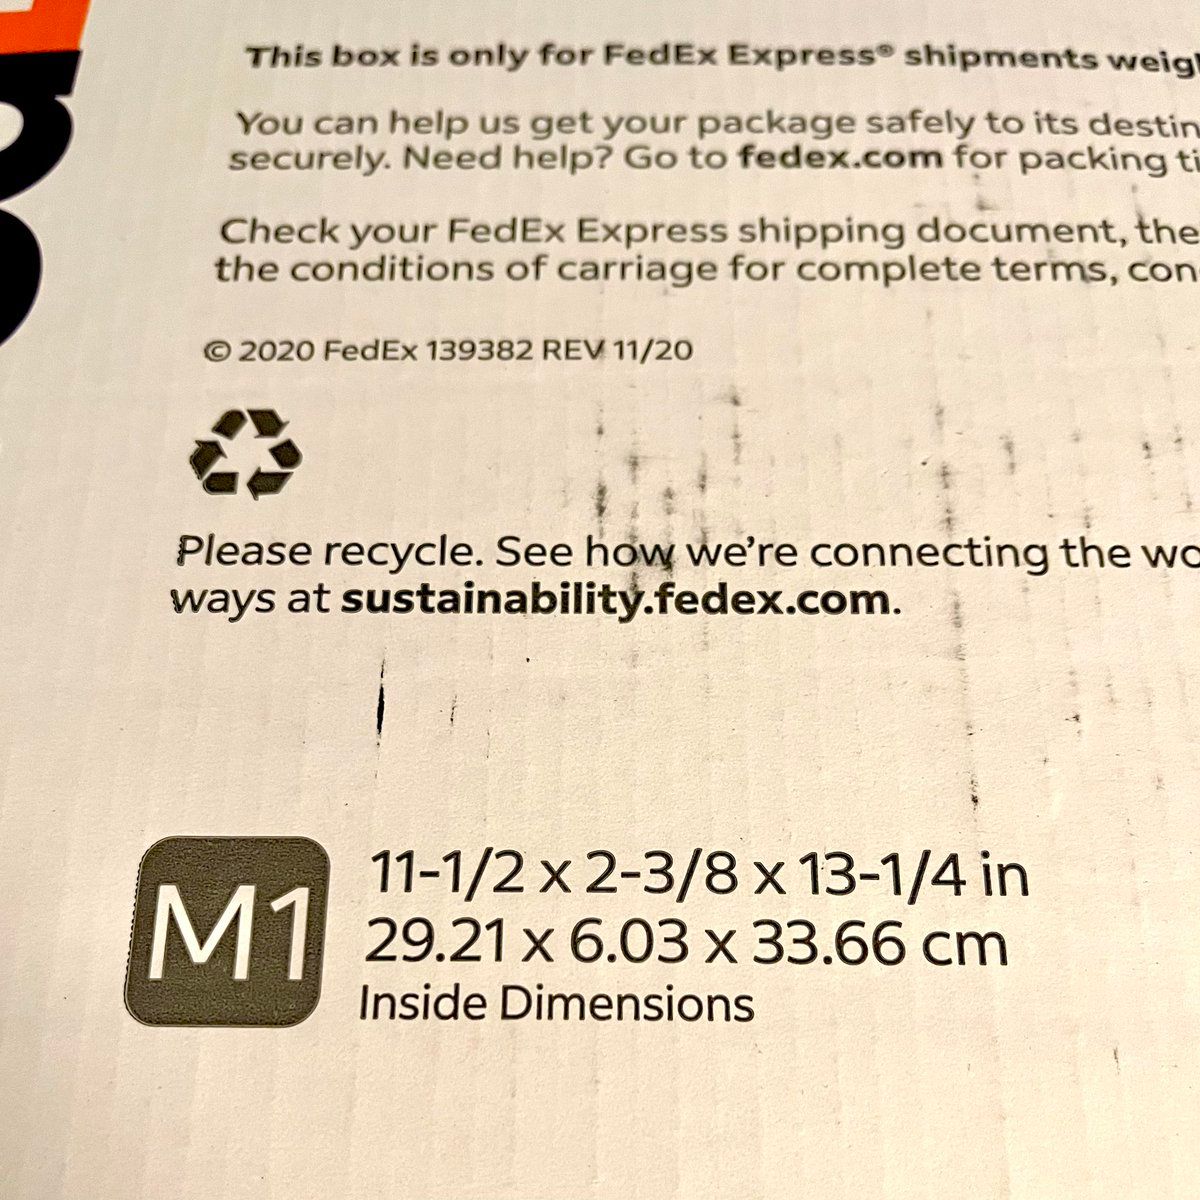 This box is only for FedEx Express® shipments
You can help us get your package safely to its
securely. Need help? Go to fedex.com for packing
Check your FedEx Express shipping document, the
the conditions of carriage for complete terms,
© 2020 FedEx 139382 REV 11/20
Please recycle. See how we're connecting the
ways at sustainability.fedex.com.
M1
11-1/2 x 2-3/8 x 13-1/4 in
29.21 x 6.03 x 33.66 cm
Inside Dimensions